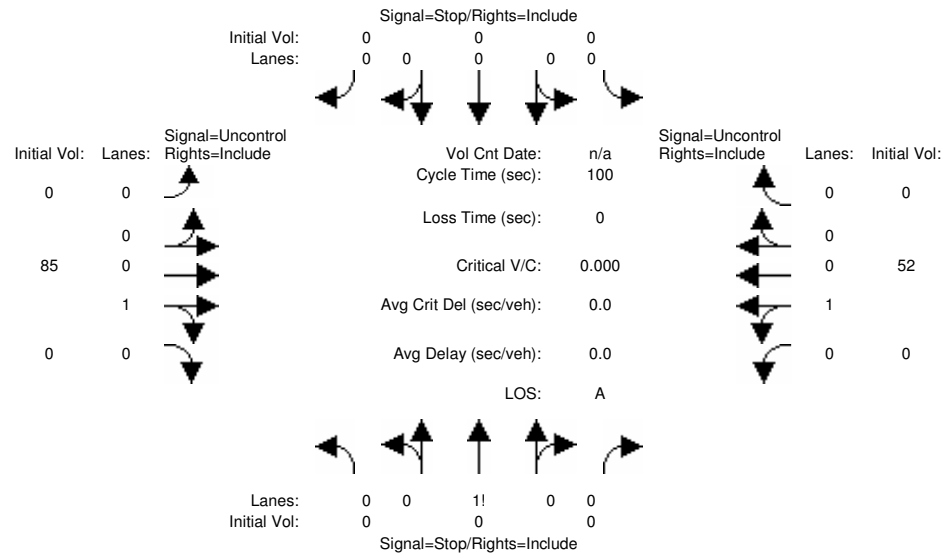 Signal=Stop/Rights=Include
Initial Vol: 0 0 0
Lanes: 0 0 0 0 0
Signal=Uncontrol Signal=Uncontrol
Initial Vol: Lanes: Rights=Include Vol Cnt Date: n/a Rights=Include Lanes: Initial Vol:
Cycle Time (sec): 100
0 0 0 0
Loss Time (sec): 0
0 0
85 0 Critical V/C: 0.000 0 52
1 Avg Crit Del (sec/veh): 0.0 1
0 0 Avg Delay (sec/veh): 0.0 0 0
LOS: A
Lanes: 0 0 1! 0 0
Initial Vol: 0 0 0
Signal=Stop/Rights=Include